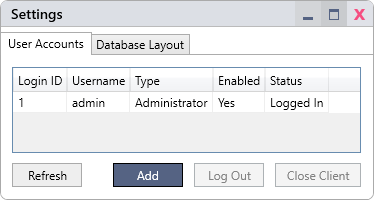 Settings
User Accounts Database Layout
Login ID Username Type Enabled Status
1 admin Administrator Yes Logged In
Refresh Add Log Out Close Client